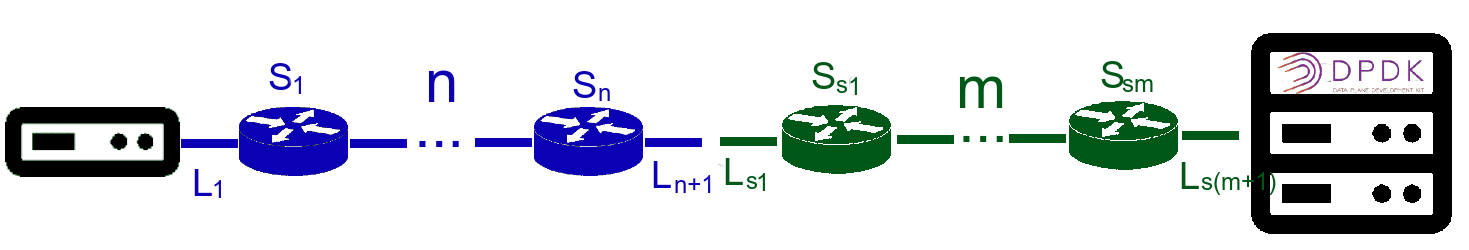 S1
n
Sn
Ss1
m
Ssm
DPDK
DATA PLANE DEVELOPMENT KIT
...
...
L1
Ln+1
Ls1
Ls(m+1)